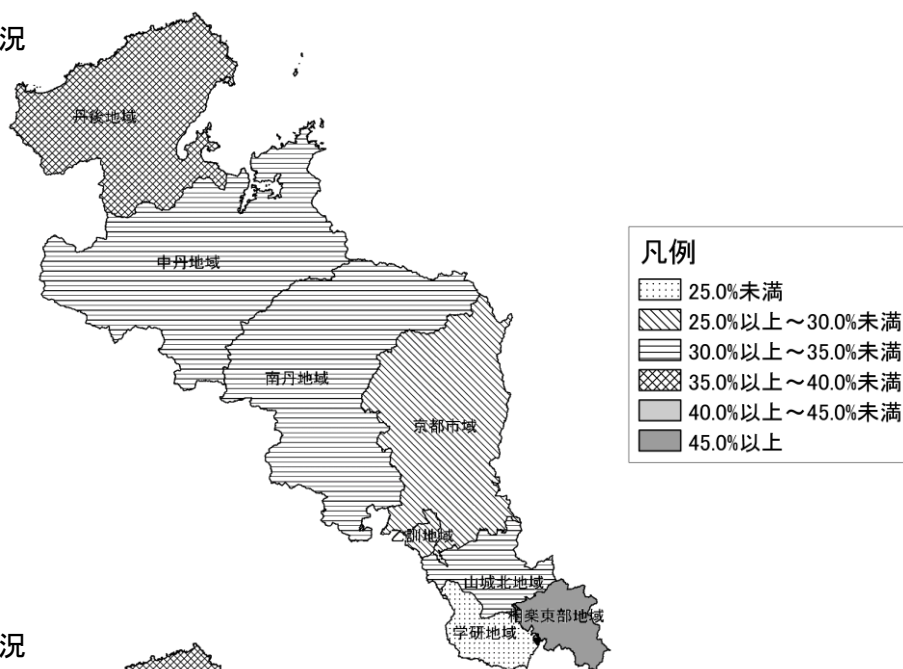 況
丹後地域
中丹地域
南丹地域
京都市域
乙訓地域
山城北地域
相楽東部地域
学研地域
凡例
25.0%未満
25.0%以上～30.0%未満
30.0%以上～35.0%未満
35.0%以上～40.0%未満
40.0%以上～45.0%未満
45.0%以上
況